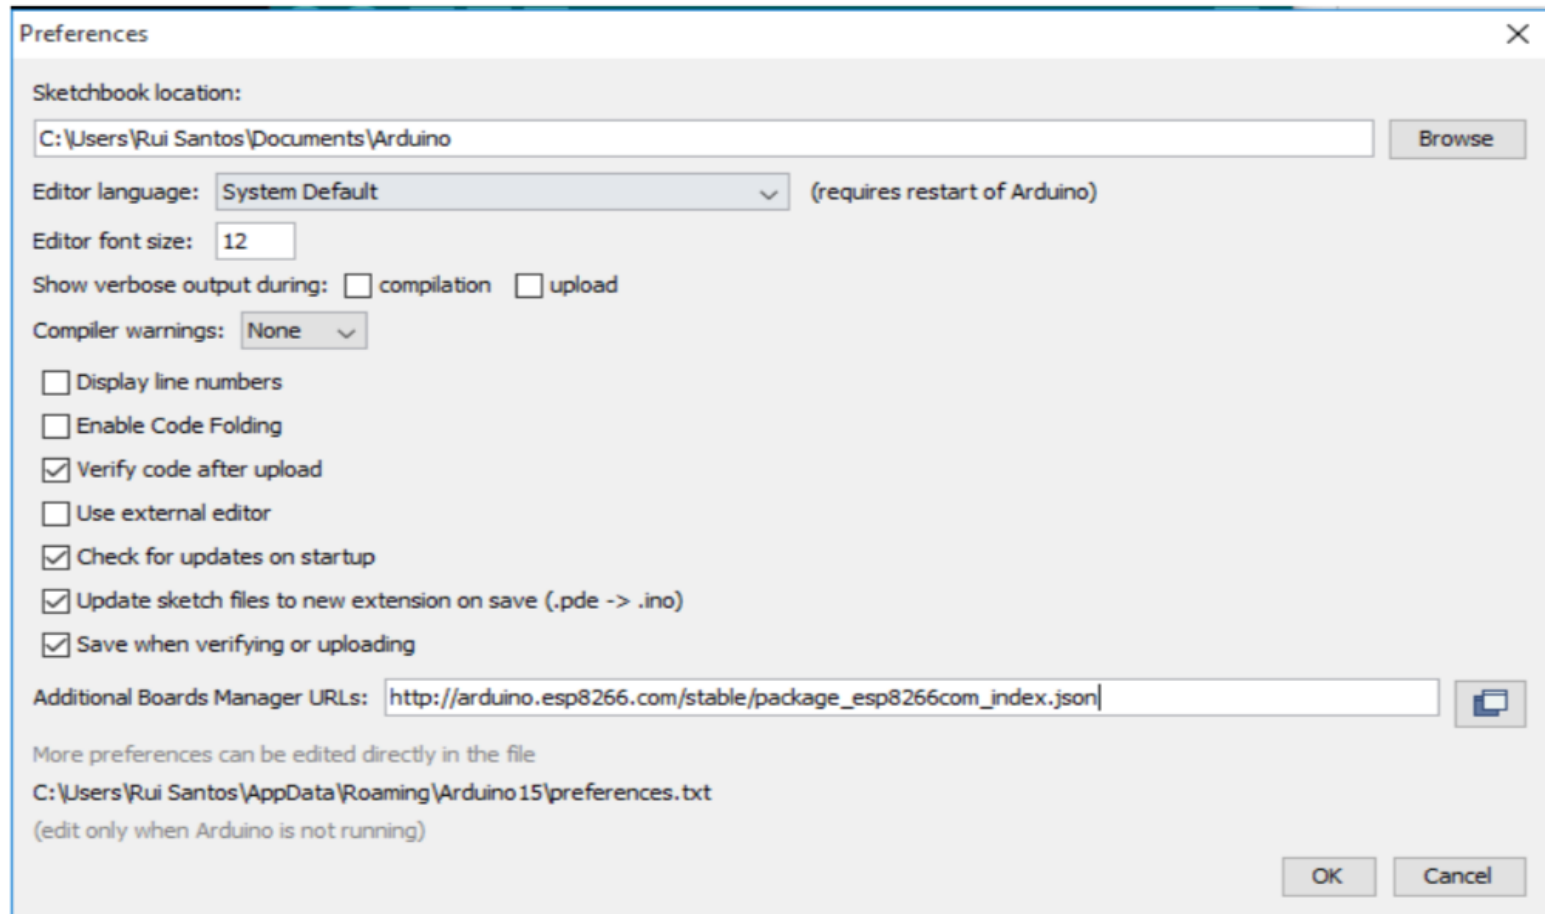 Preferences
Sketchbook location:
C:\Users\Rui Santos\Documents\Arduino Browse
Editor language: System Default (requires restart of Arduino)
Editor font size: 12
Show verbose output during: compilation upload
Compiler warnings: None
Display line numbers
Enable Code Folding
Verify code after upload
Use external editor
Check for updates on startup
Update sketch files to new extension on save (.pde -> .ino)
Save when verifying or uploading
Additional Boards Manager URLs: http://arduino.esp8266.com/stable/package_esp8266com_index.json
More preferences can be edited directly in the file
C:\Users\Rui Santos\AppData\Roaming\Arduino15\preferences.txt
(edit only when Arduino is not running)
OK Cancel